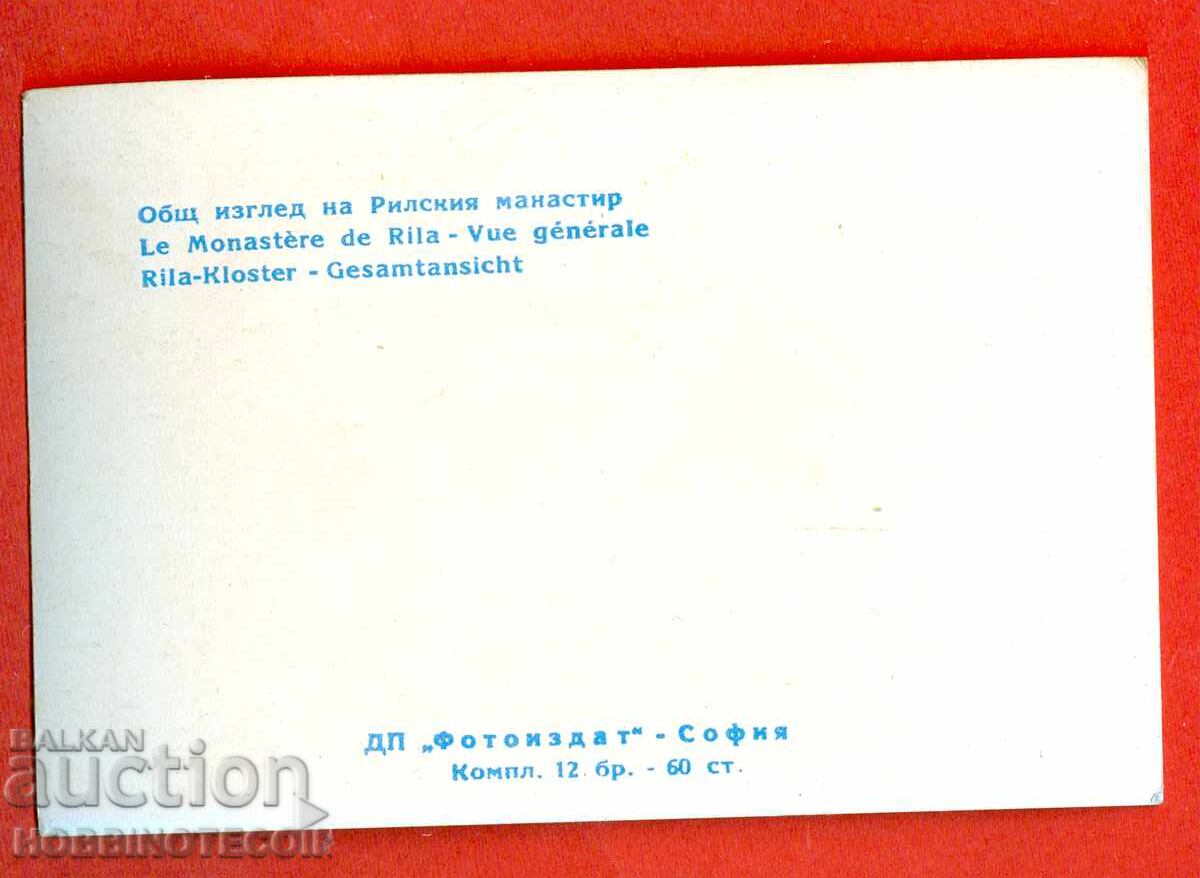 Общ изглед на Рилския манастир
Le Monastère de Rila - Vue générale
Rila-Kloster - Gesamtansicht
ДП „Фотоиздат“ - София
Компл. 12 бр. - 60 ст.
BALKAN
auction
HOBBINOTECOIN